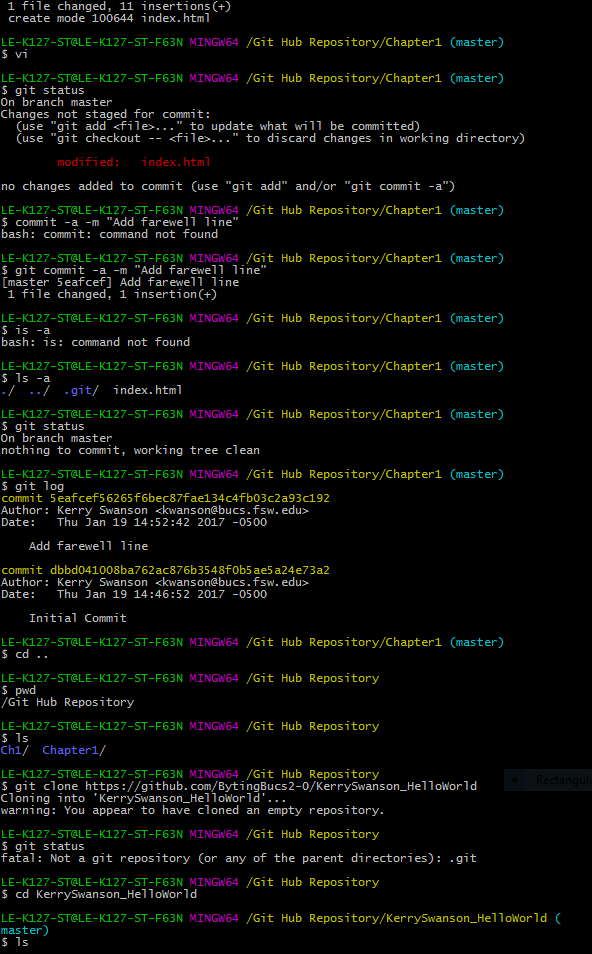 1 file changed, 11 insertions(+)
create mode 100644 index.html
LE-K127-ST@LE-K127-ST-F63N MINGW64 /Git Hub Repository/Chapter1 (master)
$ vi
LE-K127-ST@LE-K127-ST-F63N MINGW64 /Git Hub Repository/Chapter1 (master)
$ git status
On branch master
Changes not staged for commit:
(use "git add <file>..." to update what will be committed)
(use "git checkout -- <file>..." to discard changes in working directory)
modified:   index.html
no changes added to commit (use "git add" and/or "git commit -a")
LE-K127-ST@LE-K127-ST-F63N MINGW64 /Git Hub Repository/Chapter1 (master)
$ commit -a -m "Add farewell line"
bash: commit: command not found
LE-K127-ST@LE-K127-ST-F63N MINGW64 /Git Hub Repository/Chapter1 (master)
$ git commit -a -m "Add farewell line"
[master 5eafcef] Add farewell line
1 file changed, 1 insertion(+)
LE-K127-ST@LE-K127-ST-F63N MINGW64 /Git Hub Repository/Chapter1 (master)
$ is -a
bash: is: command not found
LE-K127-ST@LE-K127-ST-F63N MINGW64 /Git Hub Repository/Chapter1 (master)
$ ls -a
./  ../  .git/  index.html
LE-K127-ST@LE-K127-ST-F63N MINGW64 /Git Hub Repository/Chapter1 (master)
$ git status
On branch master
nothing to commit, working tree clean
LE-K127-ST@LE-K127-ST-F63N MINGW64 /Git Hub Repository/Chapter1 (master)
$ git log
commit 5eafcef56265f6bec87fae134c4fb03c2a93c192
Author: Kerry Swanson <kwanson@bucs.fsw.edu>
Date:   Thu Jan 19 14:52:42 2017 -0500
Add farewell line
commit dbbd041008ba762ac876b3548f0b5ae5a24e73a2
Author: Kerry Swanson <kwanson@bucs.fsw.edu>
Date:   Thu Jan 19 14:46:52 2017 -0500
Initial Commit
LE-K127-ST@LE-K127-ST-F63N MINGW64 /Git Hub Repository/Chapter1 (master)
$ cd ..
LE-K127-ST@LE-K127-ST-F63N MINGW64 /Git Hub Repository
$ pwd
/Git Hub Repository
LE-K127-ST@LE-K127-ST-F63N MINGW64 /Git Hub Repository
$ ls
Ch1/  Chapter1/
LE-K127-ST@LE-K127-ST-F63N MINGW64 /Git Hub Repository
$ git clone https://github.com/BytingBucs2-0/KerrySwanson_HelloWorld
Cloning into 'KerrySwanson_HelloWorld'...
warning: You appear to have cloned an empty repository.
LE-K127-ST@LE-K127-ST-F63N MINGW64 /Git Hub Repository
$ git status
fatal: Not a git repository (or any of the parent directories): .git
LE-K127-ST@LE-K127-ST-F63N MINGW64 /Git Hub Repository
$ cd KerrySwanson_HelloWorld
LE-K127-ST@LE-K127-ST-F63N MINGW64 /Git Hub Repository/KerrySwanson_HelloWorld (
master)
$ ls